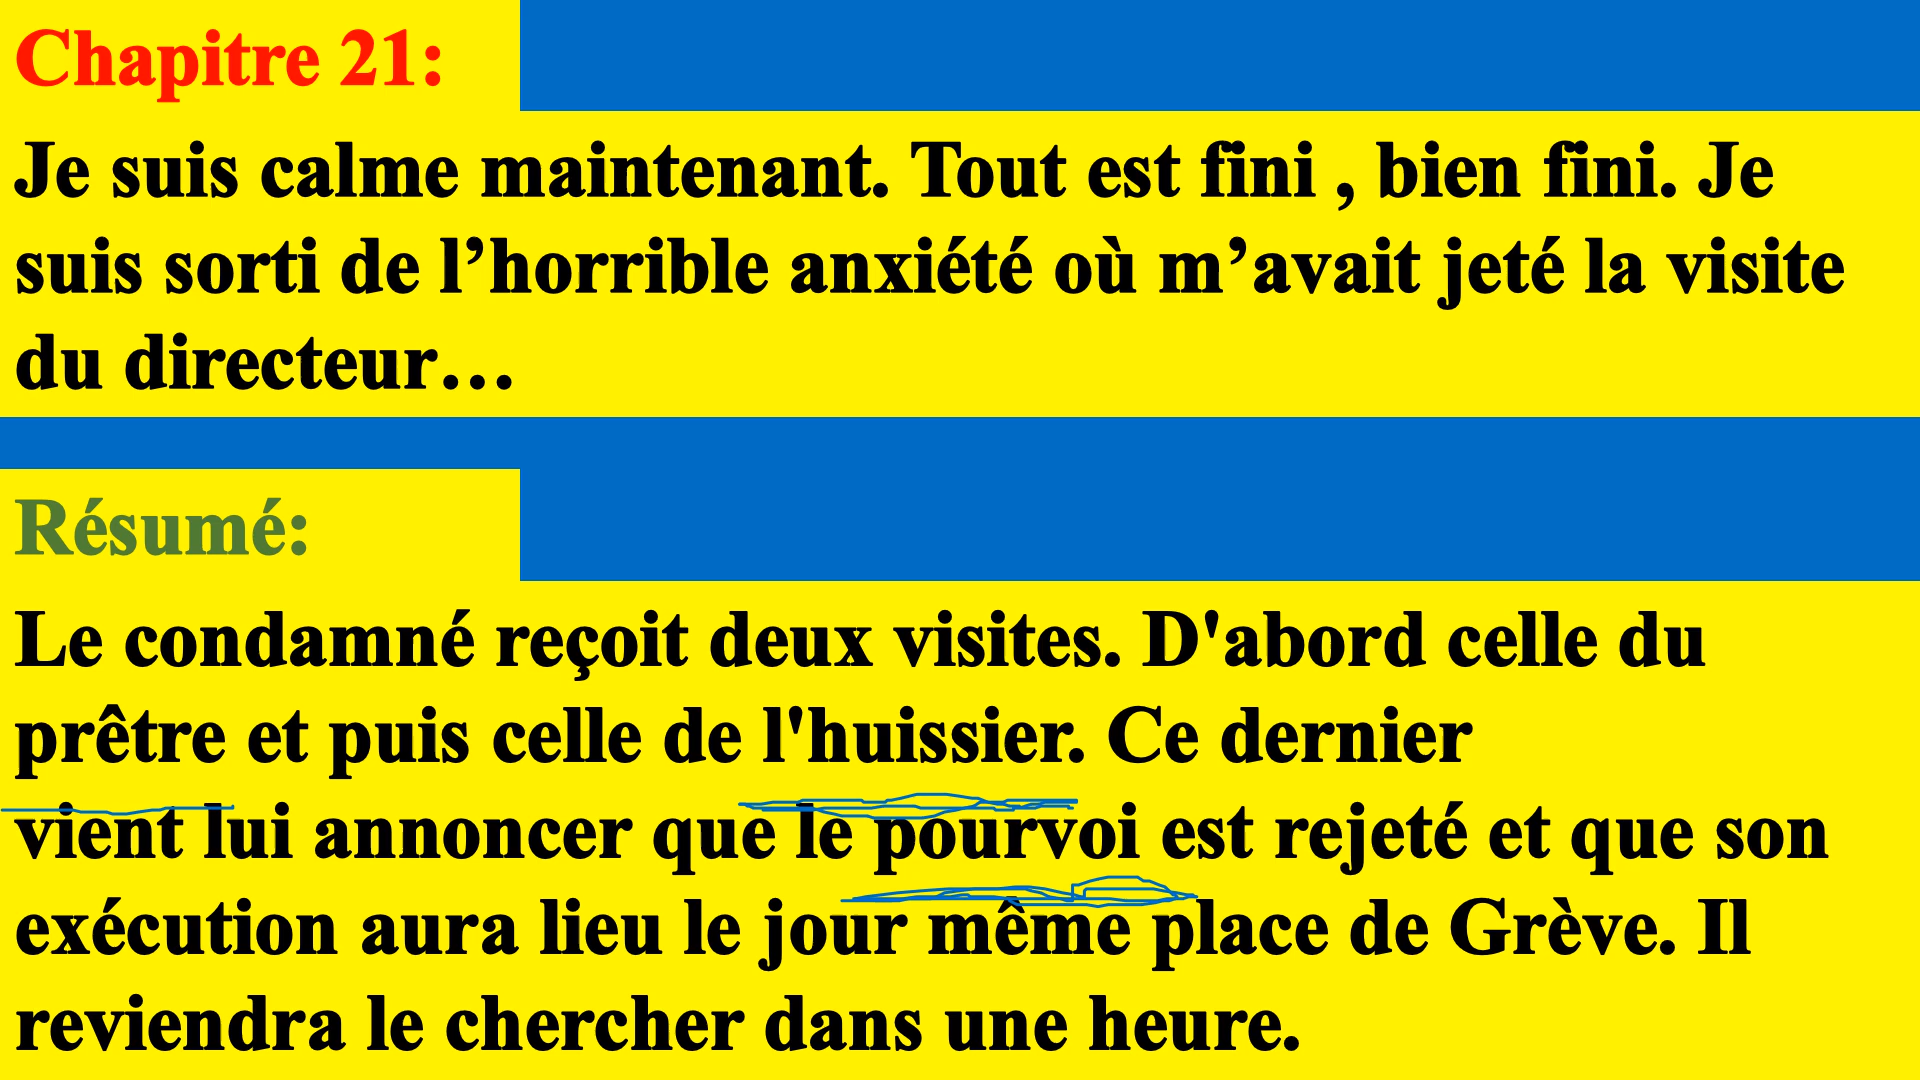 Chapitre 21:
Je suis calme maintenant. Tout est fini , bien fini. Je
suis sorti de l’horrible anxiété où m’avait jeté la visite
du directeur…
Résumé:
Le condamné reçoit deux visites. D'abord celle du
prêtre et puis celle de l'huissier. Ce dernier
vient lui annoncer que le pourvoi est rejeté et que son
exécution aura lieu le jour même place de Grève. Il
reviendra le chercher dans une heure.